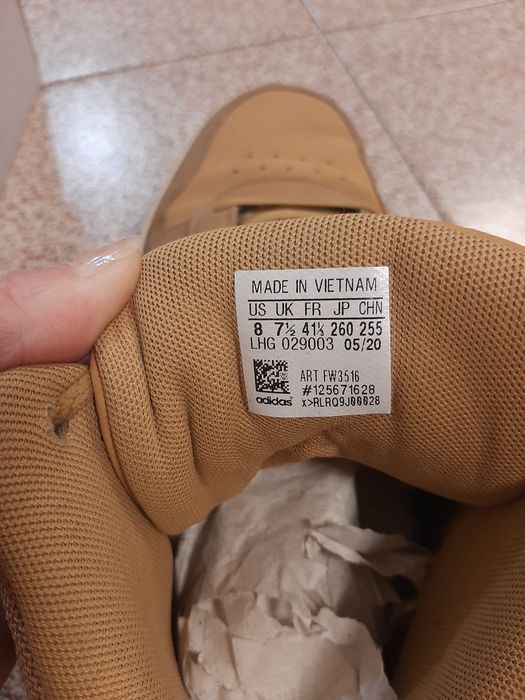 MADE IN VIETNAM
US UK FR JP CHN
8 7½ 41⅓ 260 255
LHG 029003 05/20
ART FW3516
#125671628
adidas x>RLRQ9J00028